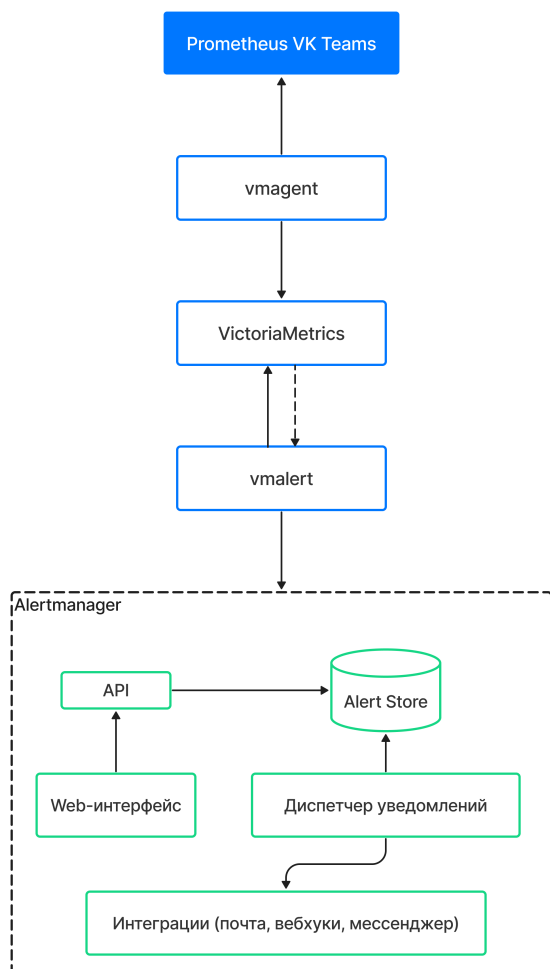 Prometheus VK Teams
vmagent
VictoriaMetrics
vmalert
Alertmanager
API
Alert Store
Web-интерфейс
Диспетчер уведомлений
Интеграции (почта, вебхуки, мессенджер)